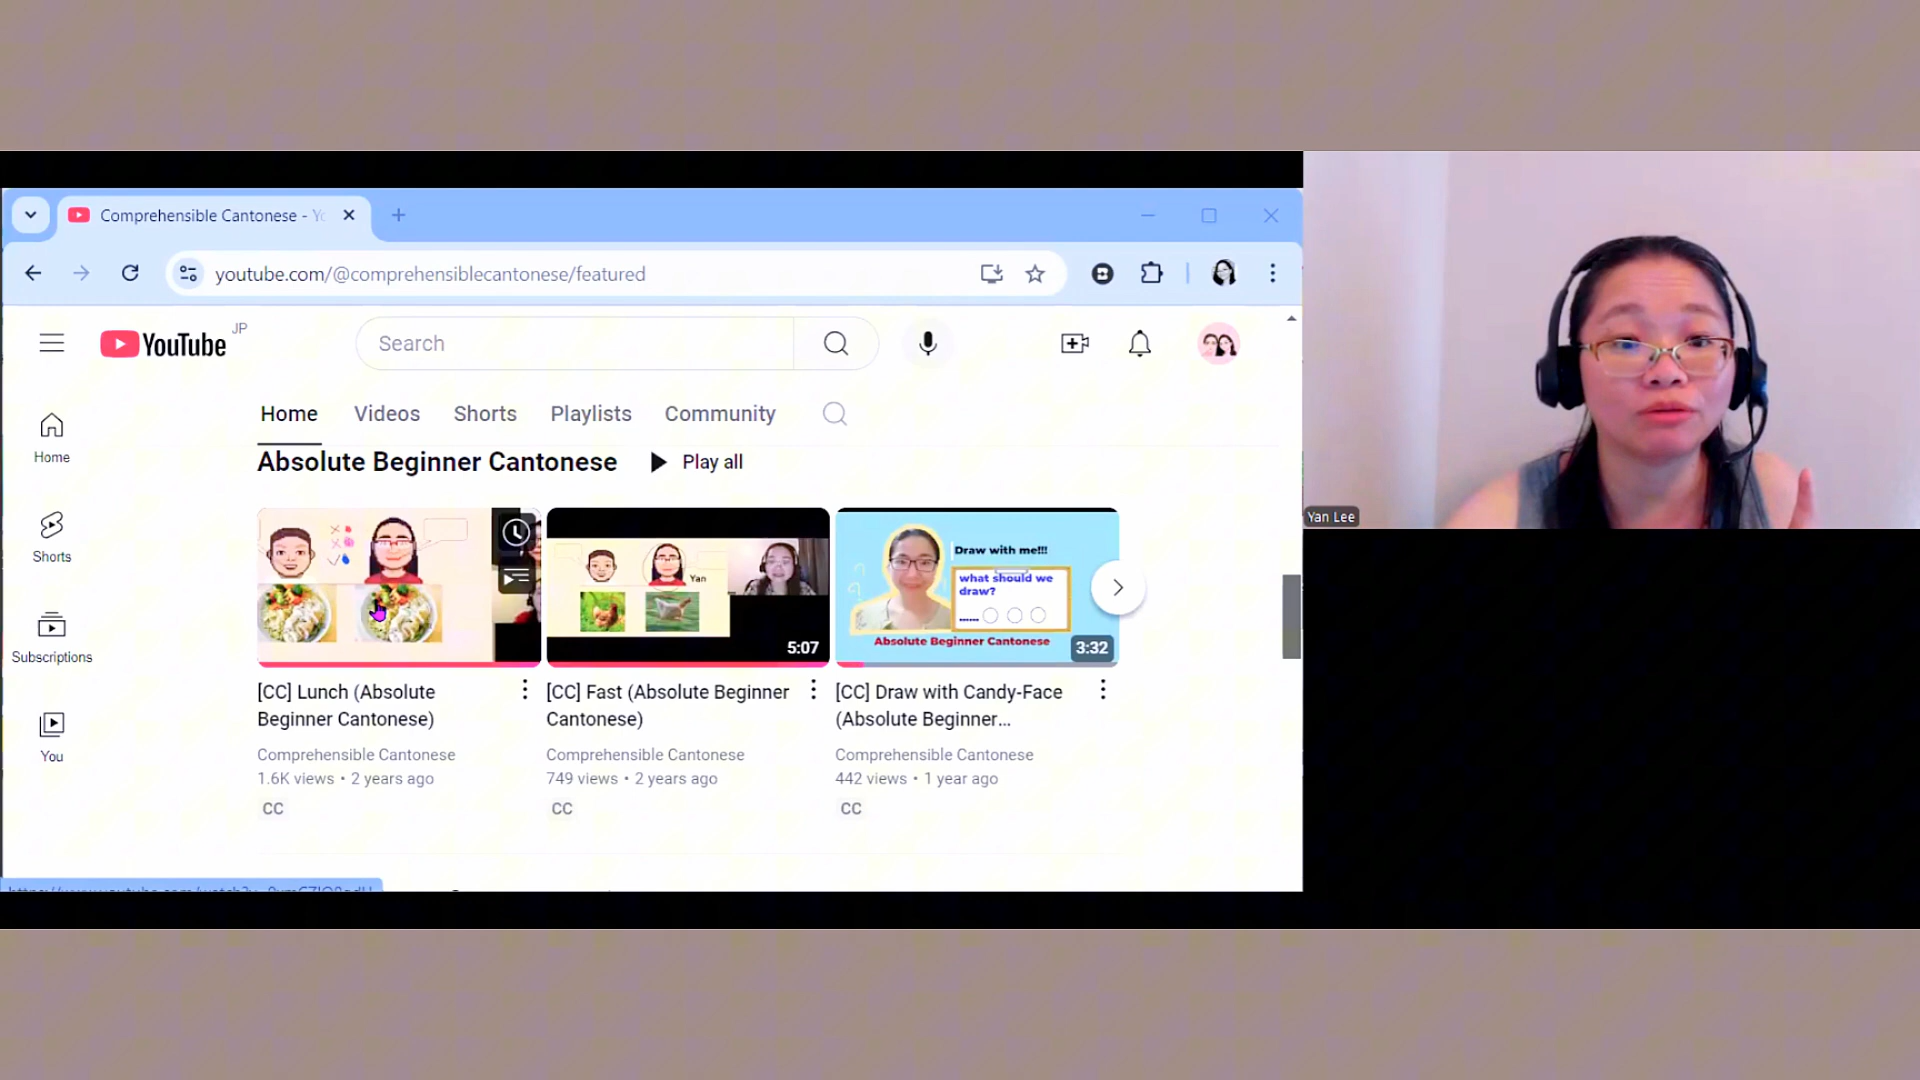 Comprehensible Cantonese - Yo
youtube.com/@comprehensiblecantonese/featured
YouTube JP
Search
Home Videos Shorts Playlists Community
Home
Shorts
Subscriptions
You
Absolute Beginner Cantonese Play all
Yan
5:07
Draw with me!!!
what should we
draw?
Absolute Beginner Cantonese
3:32
[CC] Lunch (Absolute
Beginner Cantonese)
Comprehensible Cantonese
1.6K views • 2 years ago
CC
[CC] Fast (Absolute Beginner
Cantonese)
Comprehensible Cantonese
749 views • 2 years ago
CC
[CC] Draw with Candy-Face
(Absolute Beginner...
Comprehensible Cantonese
442 views • 1 year ago
CC
Yan Lee